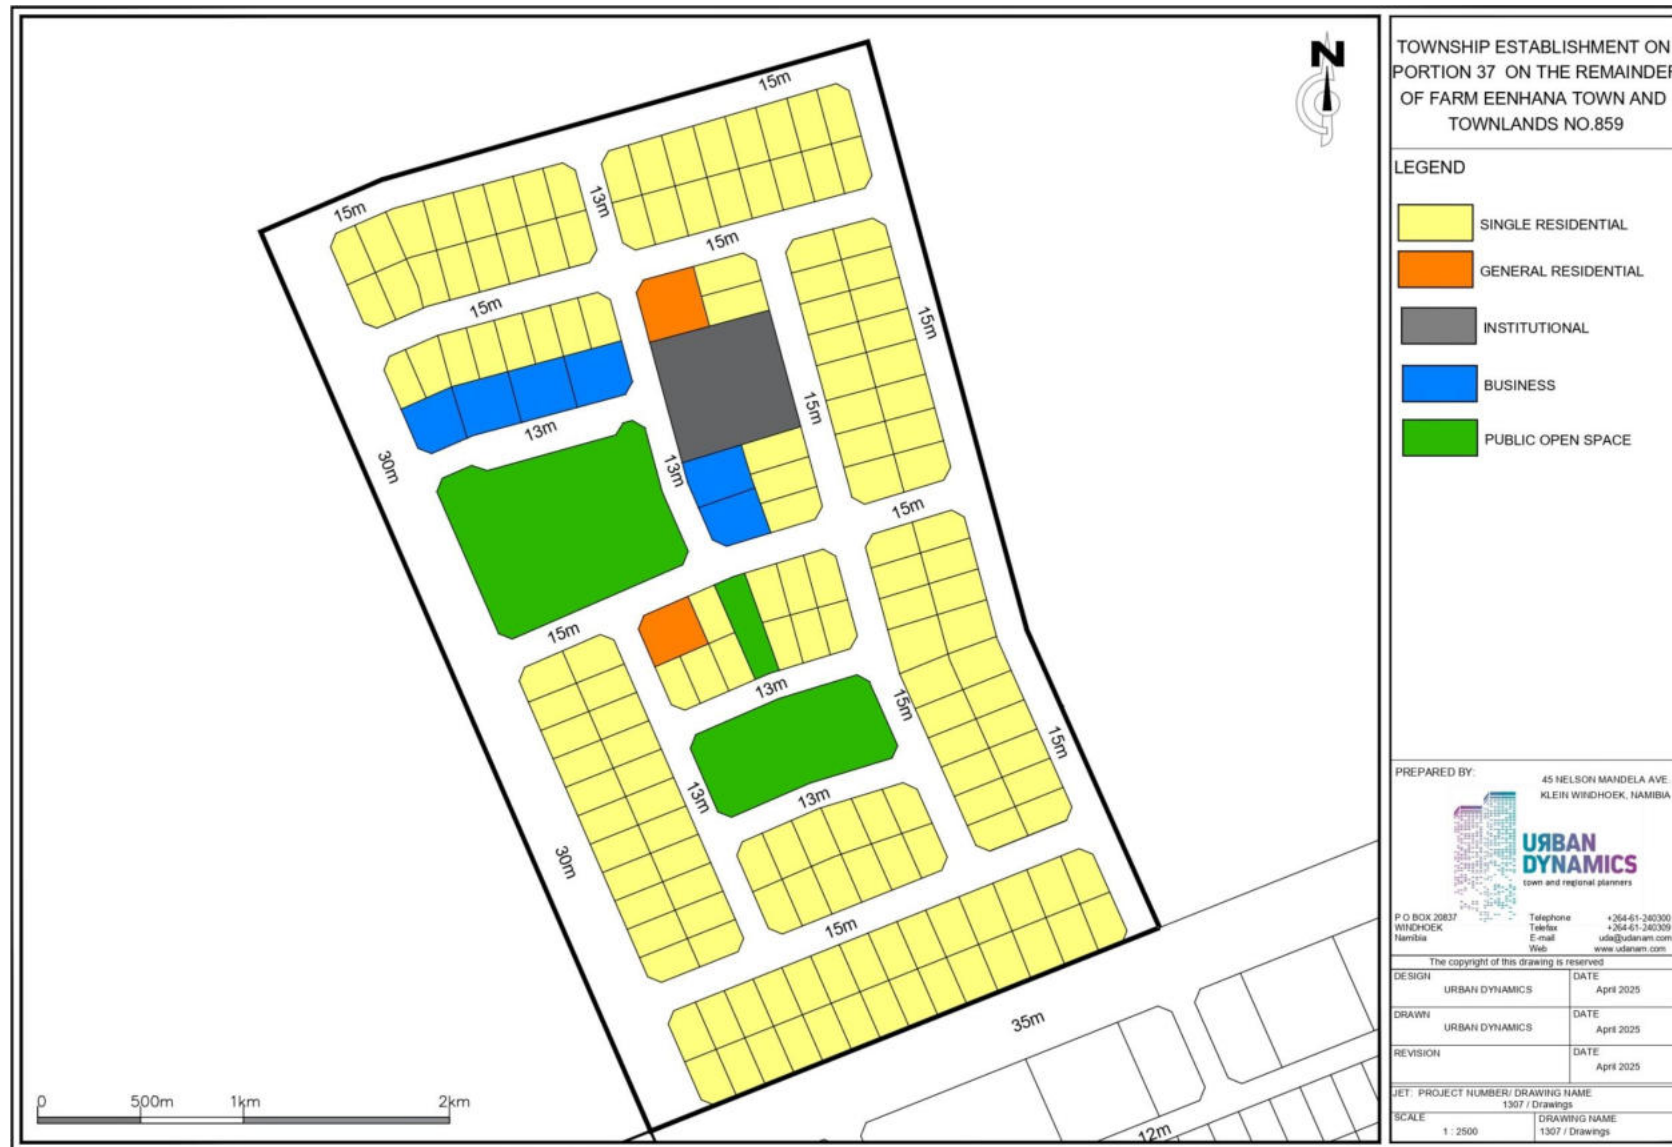 TOWNSHIP ESTABLISHMENT ON
PORTION 37 ON THE REMAINDER
OF FARM EENHANA TOWN AND
TOWNLANDS NO.859
LEGEND
SINGLE RESIDENTIAL
GENERAL RESIDENTIAL
INSTITUTIONAL
BUSINESS
PUBLIC OPEN SPACE
N
15m
15m
13m
15m
15m
15m
15m
13m
30m
13m
15m
15m
13m
15m
15m
13m
13m
30m
15m
35m
12m
0
500m
1km
2km
PREPARED BY:
45 NELSON MANDELA AVE.
KLEIN WINDHOEK, NAMIBIA
URBAN
DYNAMICS
town and regional planners
P O BOX 20837
WINDHOEK
Namibia
Telephone +264-61-240300
Telefax +264-61-240309
E-mail uda@udanam.com
Web www.udanam.com
The copyright of this drawing is reserved
DESIGN
URBAN DYNAMICS
DATE
April 2025
DRAWN
URBAN DYNAMICS
DATE
April 2025
REVISION
DATE
April 2025
JET: PROJECT NUMBER/ DRAWING NAME
1307 / Drawings
SCALE
1 : 2500
DRAWING NAME
1307 / Drawings